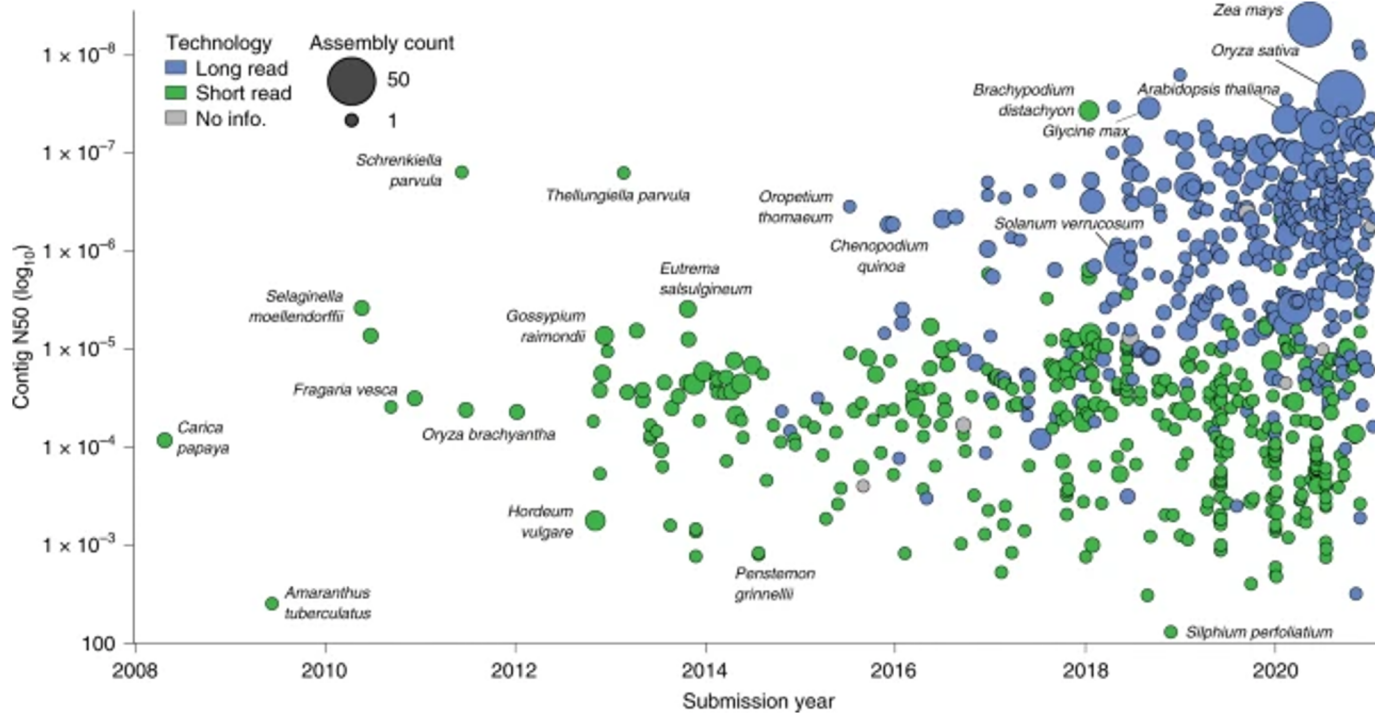 Technology
Long read
Short read
No info.
Assembly count
50
1
Contig N50 (log10)
1 × 10−8
1 × 10−7
1 × 10−6
1 × 10−5
1 × 10−4
1 × 10−3
100
Zea mays
Oryza sativa
Brachypodium
distachyon
Arabidopsis thaliana
Glycine max
Schrenkiella
parvula
Thellungiella parvula
Oropetium
thomaeum
Solanum verrucosum
Chenopodium
quinoa
Eutrema
salsugineum
Selaginella
moellendorffii
Gossypium
raimondii
Fragaria vesca
Carica
papaya
Oryza brachyantha
Hordeum
vulgare
Penstemon
grinnellii
Amaranthus
tuberculatus
Silphium perfoliatium
2008
2010
2012
2014
2016
2018
2020
Submission year